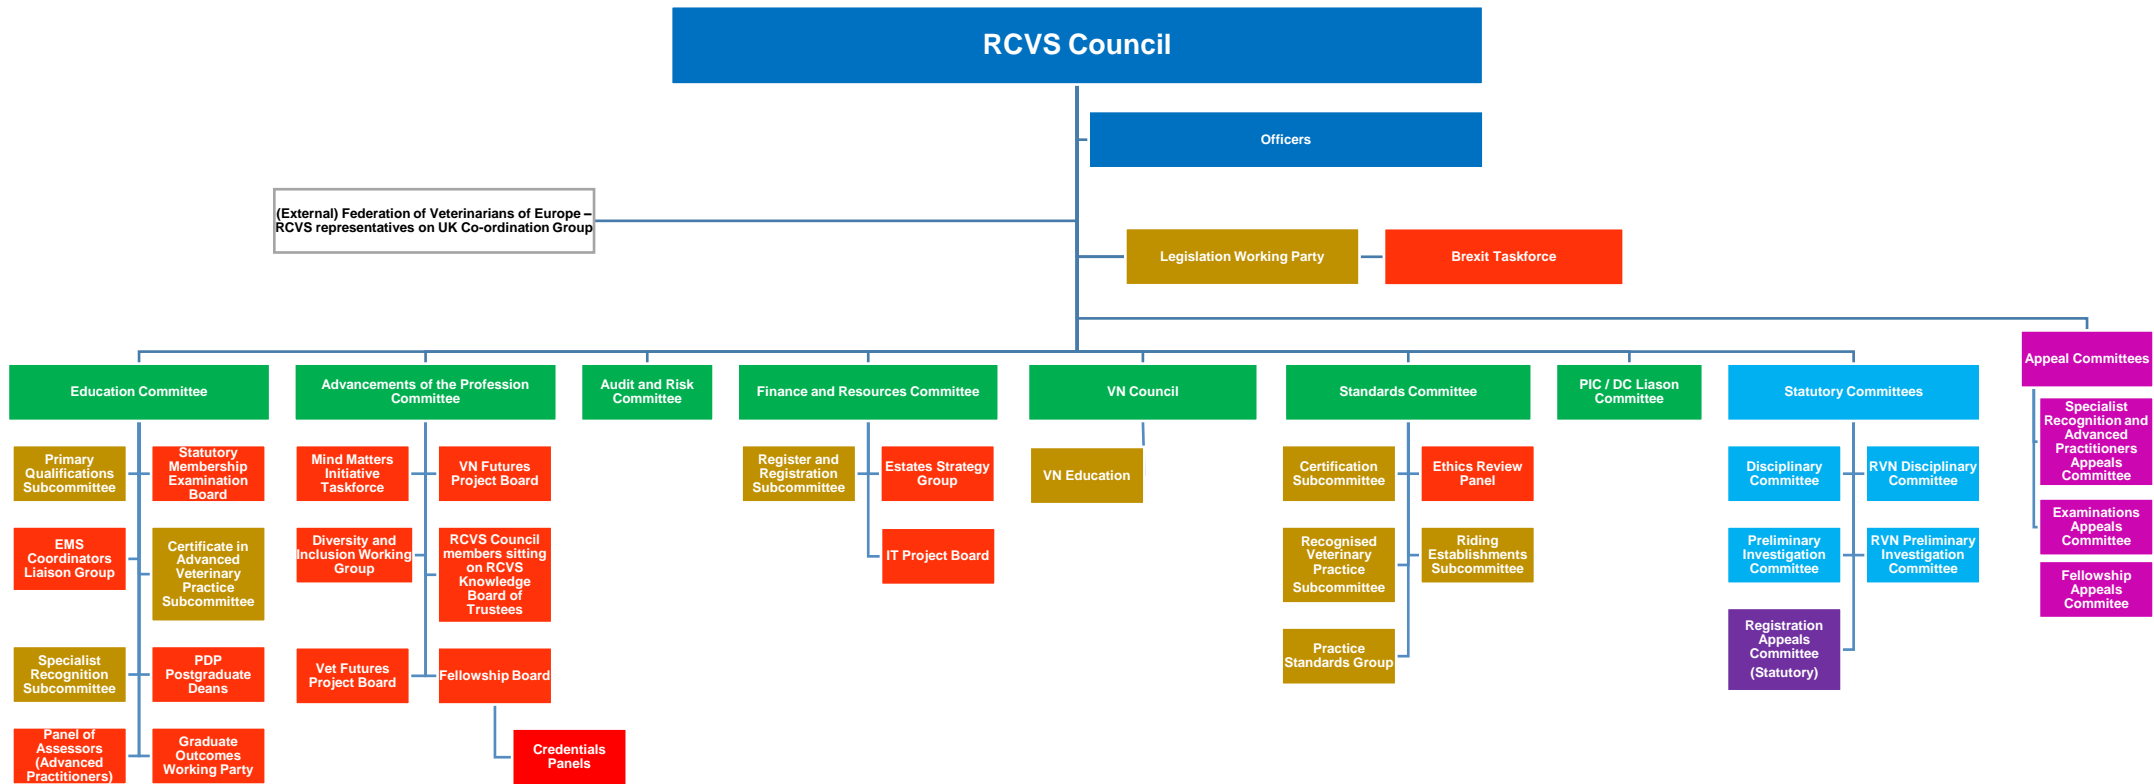 RCVS Council
Officers
(External) Federation of Veterinarians of Europe –
RCVS representatives on UK Co-ordination Group
Legislation Working Party
Brexit Taskforce
Appeal Committees
Education Committee
Advancements of the Profession
Committee
Audit and Risk
Committee
Finance and Resources Committee
VN Council
Standards Committee
PIC / DC Liason
Committee
Statutory Committees
Primary
Qualifications
Subcommittee
Statutory
Membership
Examination
Board
EMS
Coordinators
Liaison Group
Certificate in
Advanced
Veterinary
Practice
Subcommittee
Specialist
Recognition
Subcommittee
PDP
Postgraduate
Deans
Panel of
Assessors
(Advanced
Practitioners)
Graduate
Outcomes
Working Party
Mind Matters
Initiative
Taskforce
VN Futures
Project Board
Diversity and
Inclusion Working
Group
RCVS Council
members sitting
on RCVS
Knowledge
Board of
Trustees
Vet Futures
Project Board
Fellowship Board
Credentials
Panels
Register and
Registration
Subcommittee
Estates Strategy
Group
IT Project Board
VN Education
Certification
Subcommittee
Ethics Review
Panel
Recognised
Veterinary
Practice
Subcommittee
Riding
Establishments
Subcommittee
Practice
Standards Group
Disciplinary
Committee
RVN Disciplinary
Committee
Preliminary
Investigation
Committee
RVN Preliminary
Investigation
Committee
Registration
Appeals
Committee
(Statutory)
Specialist
Recognition and
Advanced
Practitioners
Appeals
Committee
Examinations
Appeals
Committee
Fellowship
Appeals
Commitee